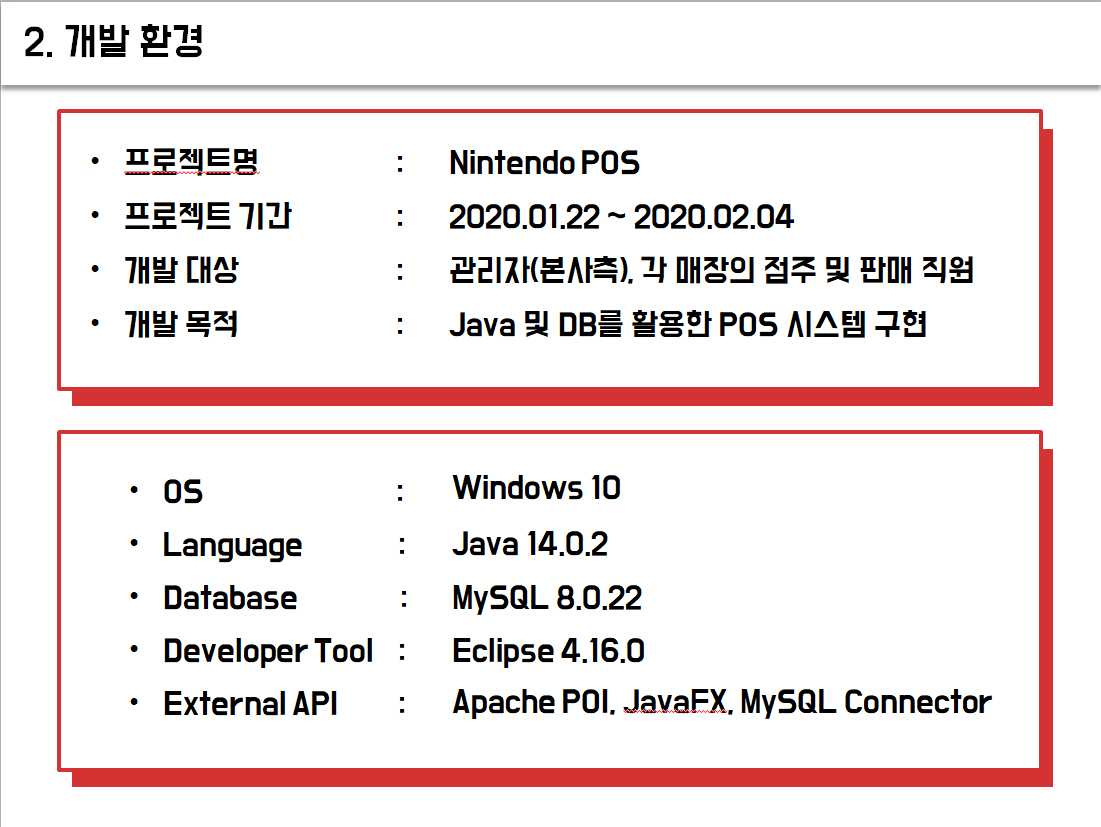 2. 개발 환경
• 프로젝트명 : Nintendo POS
• 프로젝트 기간 : 2020.01.22 ~ 2020.02.04
• 개발 대상 : 관리자(본사측), 각 매장의 점주 및 판매 직원
• 개발 목적 : Java 및 DB를 활용한 POS 시스템 구현
• OS : Windows 10
• Language : Java 14.0.2
• Database : MySQL 8.0.22
• Developer Tool : Eclipse 4.16.0
• External API : Apache POI, JavaFX, MySQL Connector